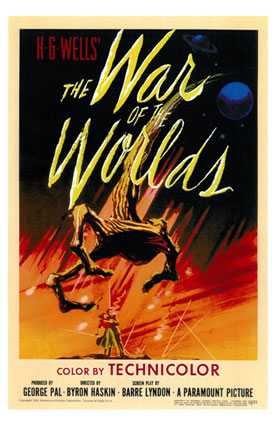 H·G·WELLS'
THE War
OF THE
Worlds
COLOR BY TECHNICOLOR
PRODUCED BY DIRECTED BY SCREEN PLAY BY
GEORGE PAL · BYRON HASKIN · BARRE LYNDON · A PARAMOUNT PICTURE